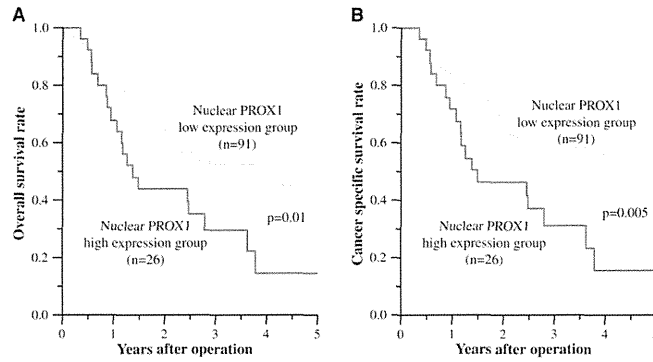 A
Overall survival rate
1.0
0.8
0.6
0.4
0.2
0.0
Nuclear PROX1
low expression group
(n=91)
Nuclear PROX1
high expression group
(n=26)
p=0.01
0 1 2 3 4 5
Years after operation
B
Cancer specific survival rate
1.0
0.8
0.6
0.4
0.2
0.0
Nuclear PROX1
low expression group
(n=91)
Nuclear PROX1
high expression group
(n=26)
p=0.005
0 1 2 3 4 5
Years after operation